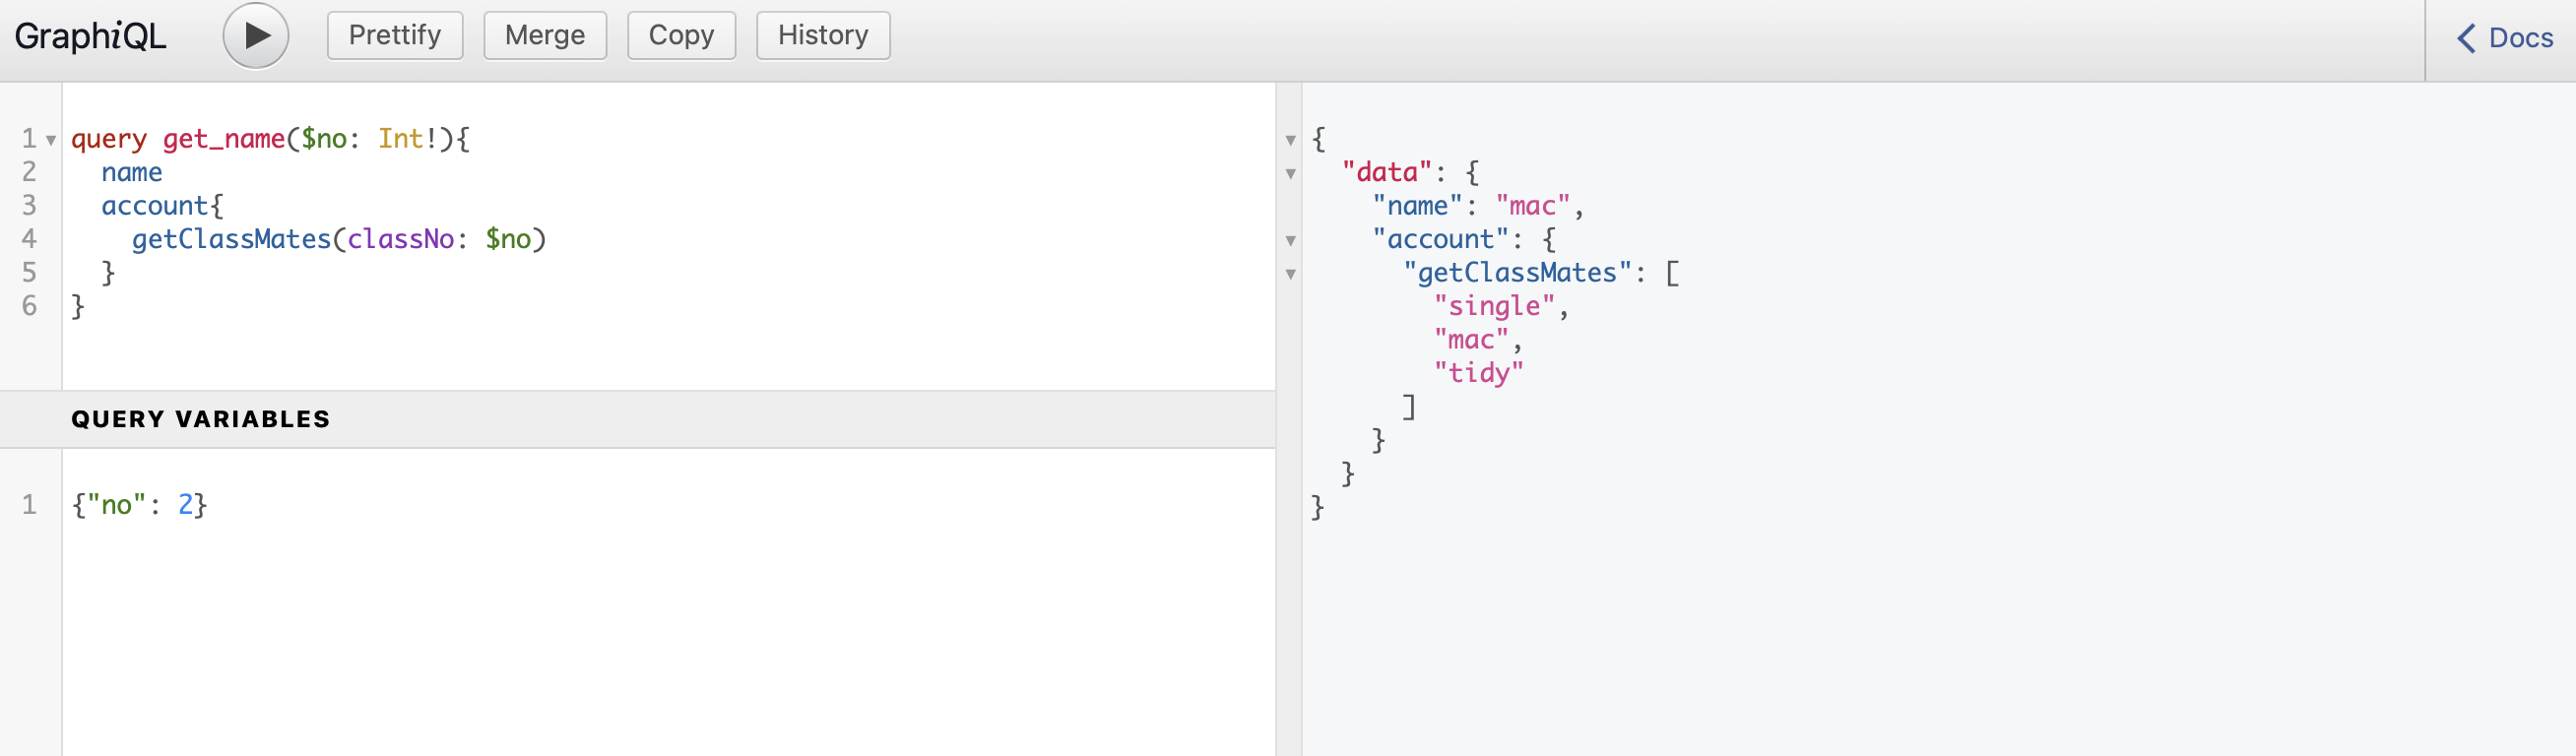 GraphiQL Prettify Merge Copy History Docs
1 query get_name($no: Int!){
2 name
3 account{
4 getClassMates(classNo: $no)
5 }
6 }
QUERY VARIABLES
1 {"no": 2}
{
"data": {
"name": "mac",
"account": {
"getClassMates": [
"single",
"mac",
"tidy"
]
}
}
}